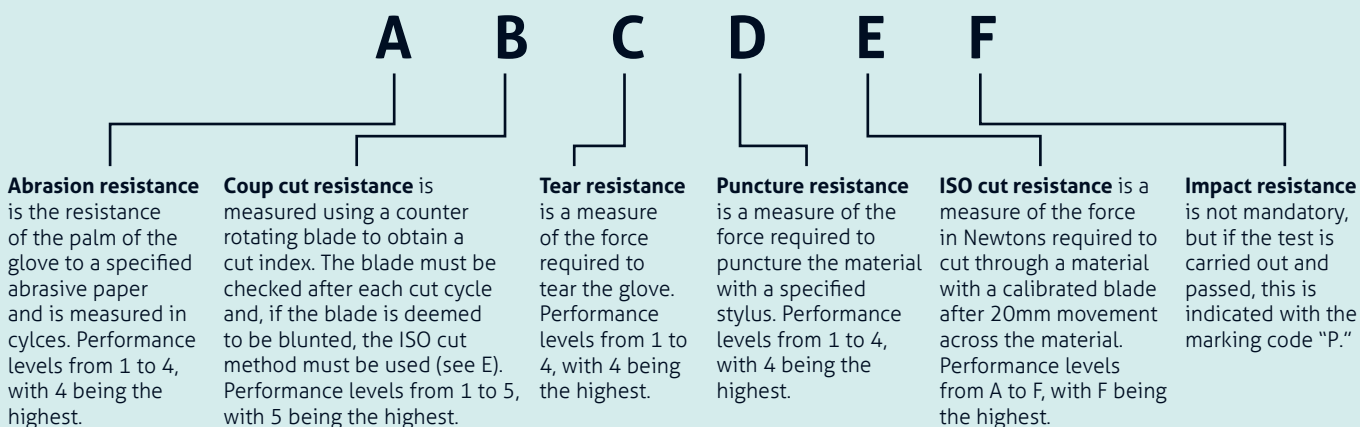 A B C D E F
Abrasion resistance
is the resistance
of the palm of the
glove to a specified
abrasive paper
and is measured in
cylces. Performance
levels from 1 to 4,
with 4 being the
highest.
Coup cut resistance is
measured using a counter
rotating blade to obtain a
cut index. The blade must be
checked after each cut cycle
and, if the blade is deemed
to be blunted, the ISO cut
method must be used (see E).
Performance levels from 1 to 5,
with 5 being the highest.
Tear resistance
is a measure
of the force
required to
tear the glove.
Performance
levels from 1 to
4, with 4 being
the highest.
Puncture resistance
is a measure of the
force required to
puncture the material
with a specified
stylus. Performance
levels from 1 to 4,
with 4 being the
highest.
ISO cut resistance is a
measure of the force
in Newtons required to
cut through a material
with a calibrated blade
after 20mm movement
across the material.
Performance levels
from A to F, with F being
the highest.
Impact resistance
is not mandatory,
but if the test is
carried out and
passed, this is
indicated with the
marking code “P.”